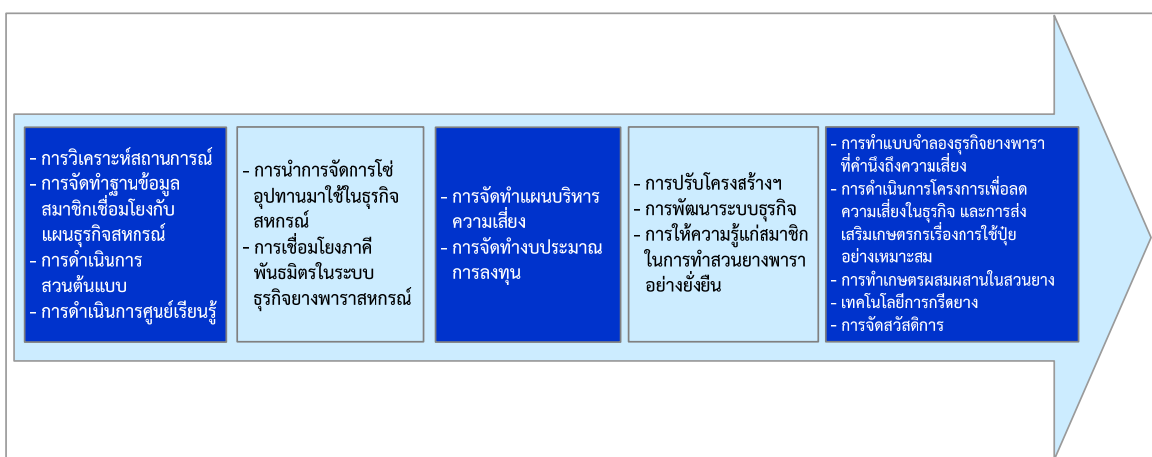 - การวิเคราะห์สถานการณ์
- การจัดทำฐานข้อมูล
สมาชิกเชื่อมโยงกับ
แผนธุรกิจสหกรณ์
- การดำเนินการ
สวนต้นแบบ
- การดำเนินการศูนย์เรียนรู้
- การนำการจัดการโซ่
อุปทานมาใช้ในธุรกิจ
สหกรณ์
- การเชื่อมโยงภาคี
พันธมิตรในระบบ
ธุรกิจยางพาราสหกรณ์
- การจัดทำแผนบริหาร
ความเสี่ยง
- การจัดทำงบประมาณ
การลงทุน
- การปรับโครงสร้างฯ
- การพัฒนาระบบธุรกิจ
- การให้ความรู้แก่สมาชิก
ในการทำสวนยางพารา
อย่างยั่งยืน
- การทำแบบจำลองธุรกิจยางพารา
ที่คำนึงถึงความเสี่ยง
- การดำเนินการโครงการเพื่อลด
ความเสี่ยงในธุรกิจ และการส่ง
เสริมเกษตรกรเรื่องการใช้ปุ๋ย
อย่างเหมาะสม
- การทำเกษตรผสมผสานในสวนยาง
- เทคโนโลยีการกรีดยาง
- การจัดสวัสดิการ